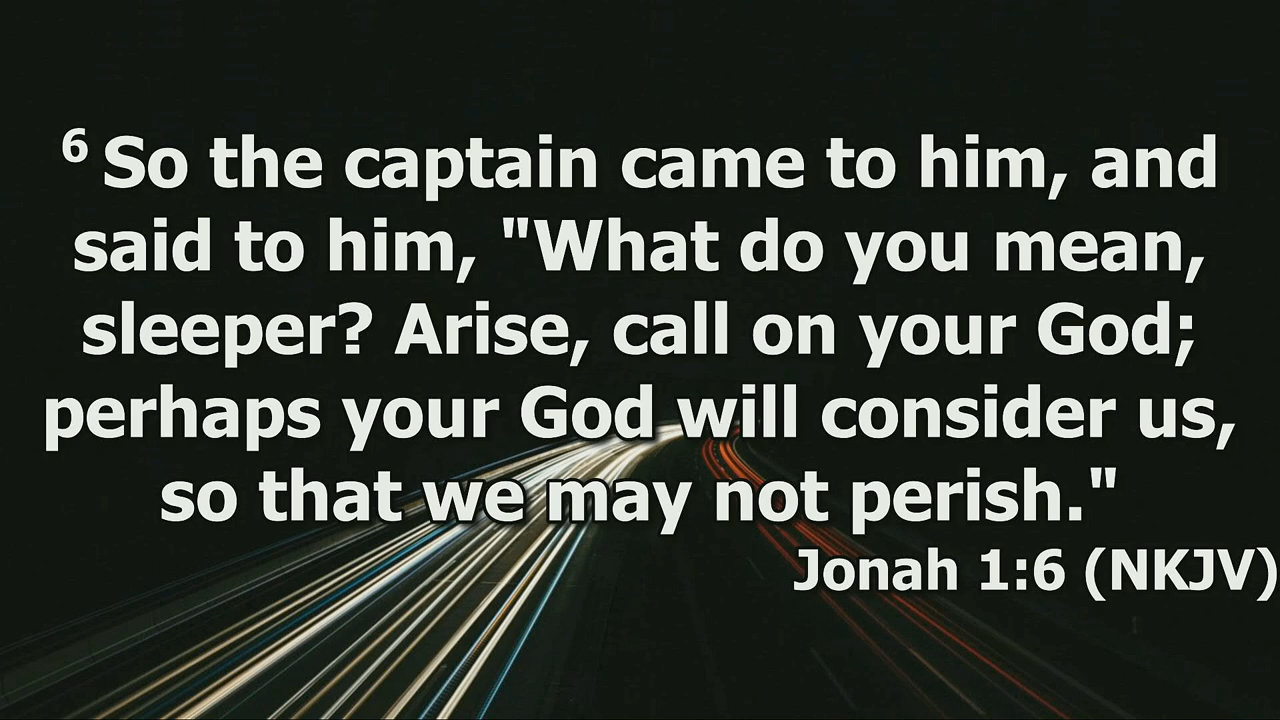 6 So the captain came to him, and
said to him, "What do you mean,
sleeper? Arise, call on your God;
perhaps your God will consider us,
so that we may not perish."
Jonah 1:6 (NKJV)